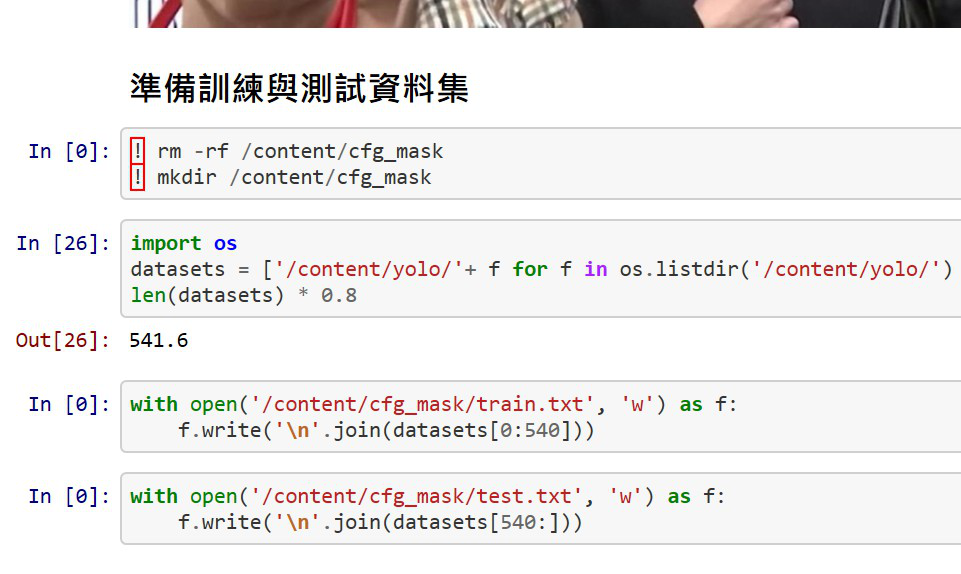 準備訓練與測試資料集
In [0]: ! rm -rf /content/cfg_mask
! mkdir /content/cfg_mask
In [26]: import os
datasets = ['/content/yolo/'+ f for f in os.listdir('/content/yolo/')
len(datasets) * 0.8
Out[26]: 541.6
In [0]: with open('/content/cfg_mask/train.txt', 'w') as f:
f.write('\n'.join(datasets[0:540]))
In [0]: with open('/content/cfg_mask/test.txt', 'w') as f:
f.write('\n'.join(datasets[540:]))